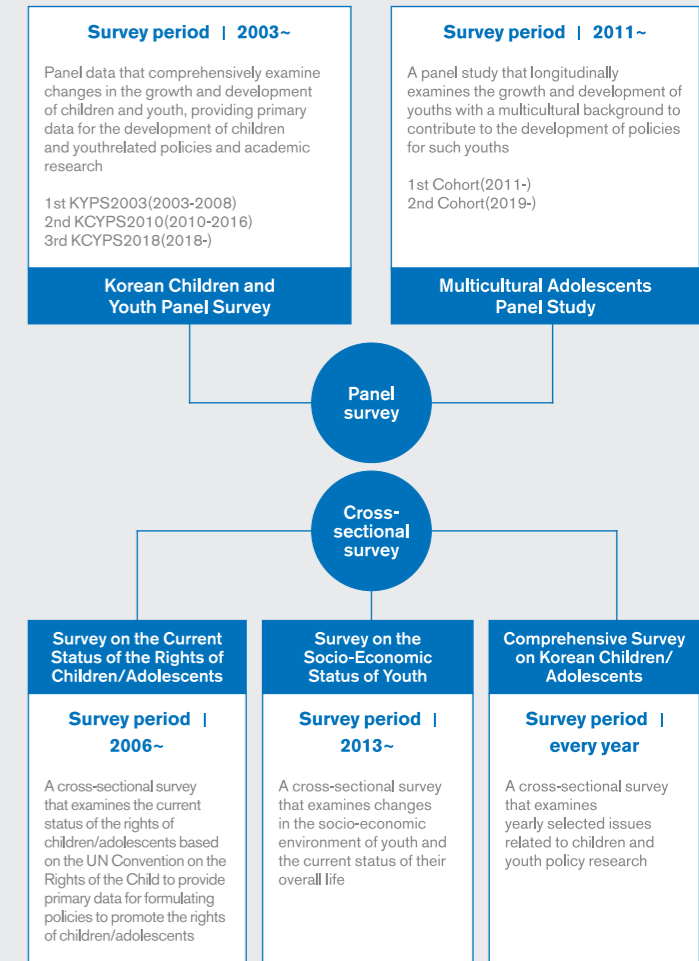 Survey period | 2003~
Panel data that comprehensively examine
changes in the growth and development
of children and youth, providing primary
data for the development of children
and youthrelated policies and academic
research
1st KYPS2003(2003-2008)
2nd KCYPS2010(2010-2016)
3rd KCYPS2018(2018-)
Korean Children and
Youth Panel Survey
Survey period | 2011~
A panel study that longitudinally
examines the growth and development of
youths with a multicultural background to
contribute to the development of policies
for such youths
1st Cohort(2011-)
2nd Cohort(2019-)
Multicultural Adolescents
Panel Study
Panel
survey
Cross-
sectional
survey
Survey on the Current
Status of the Rights of
Children/Adolescents
Survey period |
2006~
A cross-sectional survey
that examines the current
status of the rights of
children/adolescents based
on the UN Convention on the
Rights of the Child to provide
primary data for formulating
policies to promote the rights
of children/adolescents
Survey on the
Socio-Economic
Status of Youth
Survey period |
2013~
A cross-sectional survey
that examines changes
in the socio-economic
environment of youth and
the current status of their
overall life
Comprehensive Survey
on Korean Children/
Adolescents
Survey period |
every year
A cross-sectional survey
that examines
yearly selected issues
related to children and
youth policy research